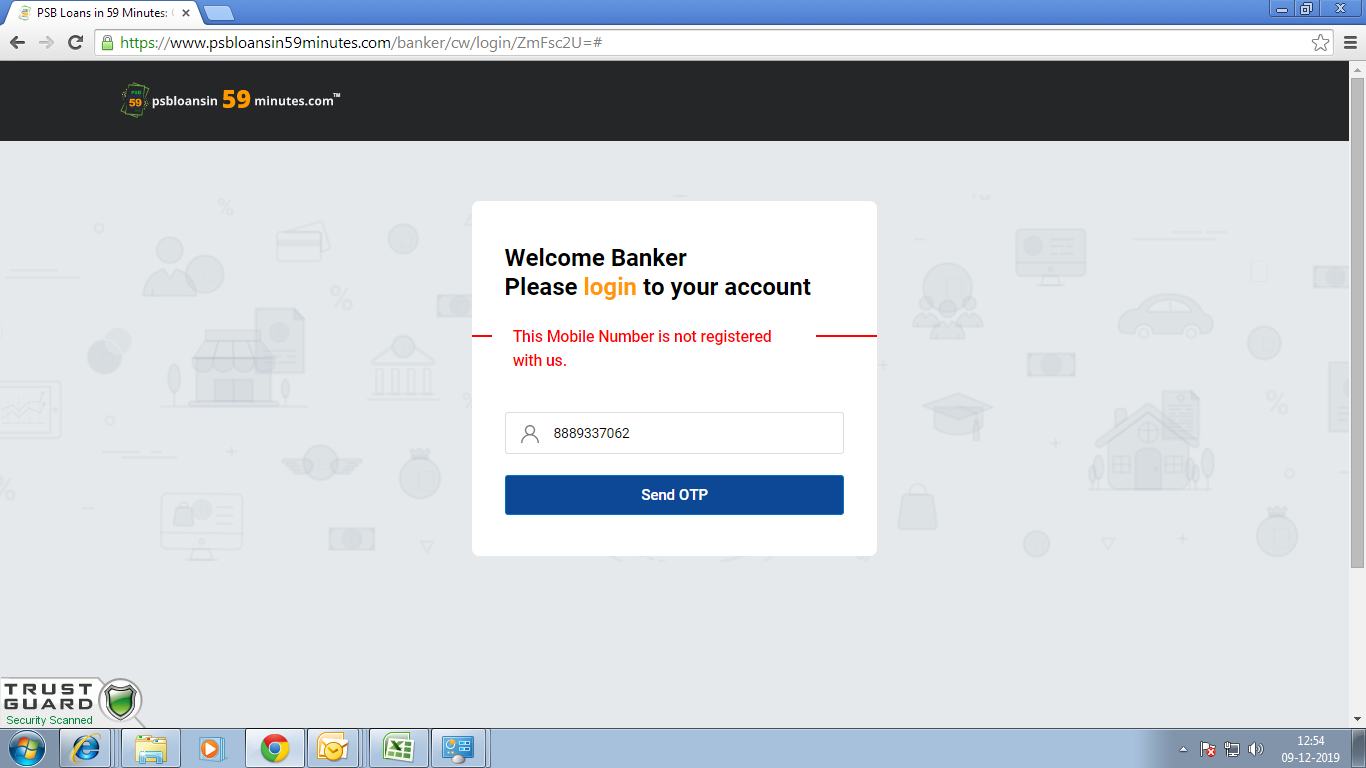 PSB Loans in 59 Minutes:
https://www.psbloansin59minutes.com/banker/cw/login/ZmFsc2U=#
PSB 59 psbloansin 59 minutes.com™
Welcome Banker
Please login to your account
This Mobile Number is not registered
with us.
8889337062
Send OTP
TRUST
GUARD
Security Scanned
12:54
09-12-2019